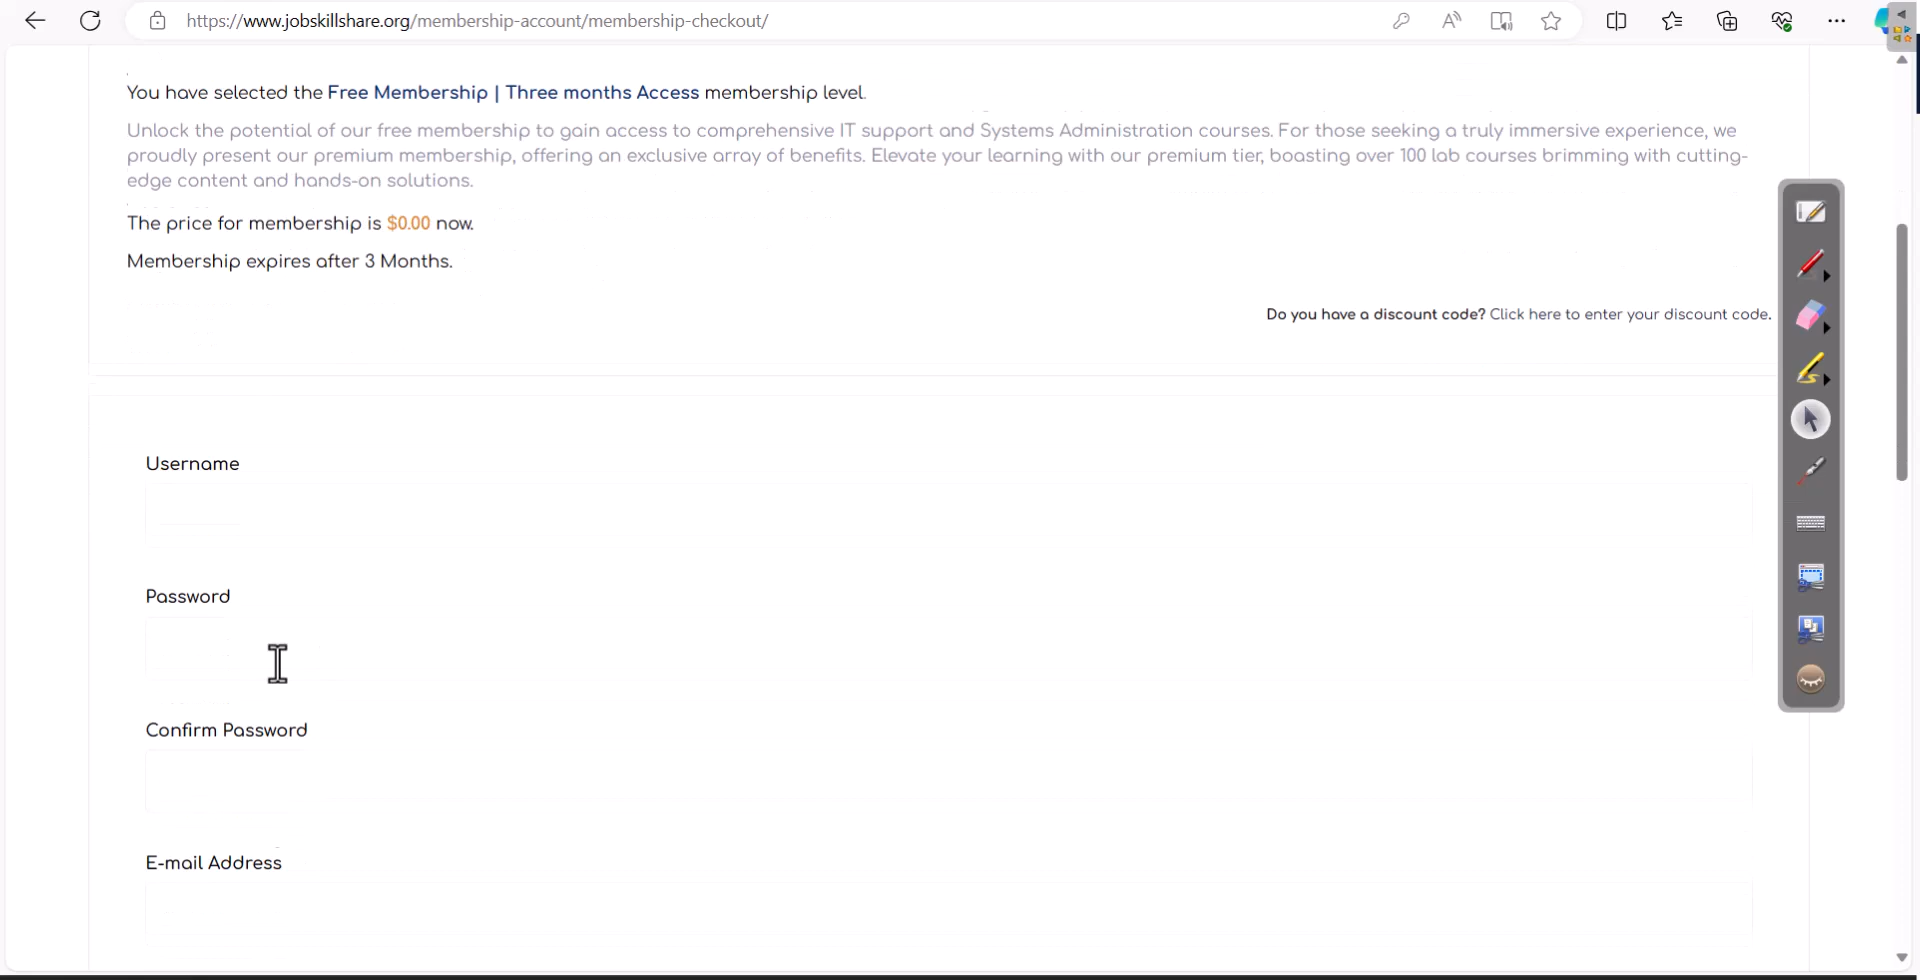 https://www.jobskillshare.org/membership-account/membership-checkout/
You have selected the Free Membership | Three months Access membership level.
Unlock the potential of our free membership to gain access to comprehensive IT support and Systems Administration courses. For those seeking a truly immersive experience, we
proudly present our premium membership, offering an exclusive array of benefits. Elevate your learning with our premium tier, boasting over 100 lab courses brimming with cutting-
edge content and hands-on solutions.
The price for membership is $0.00 now.
Membership expires after 3 Months.
Do you have a discount code? Click here to enter your discount code.
Username
Password
Confirm Password
E-mail Address